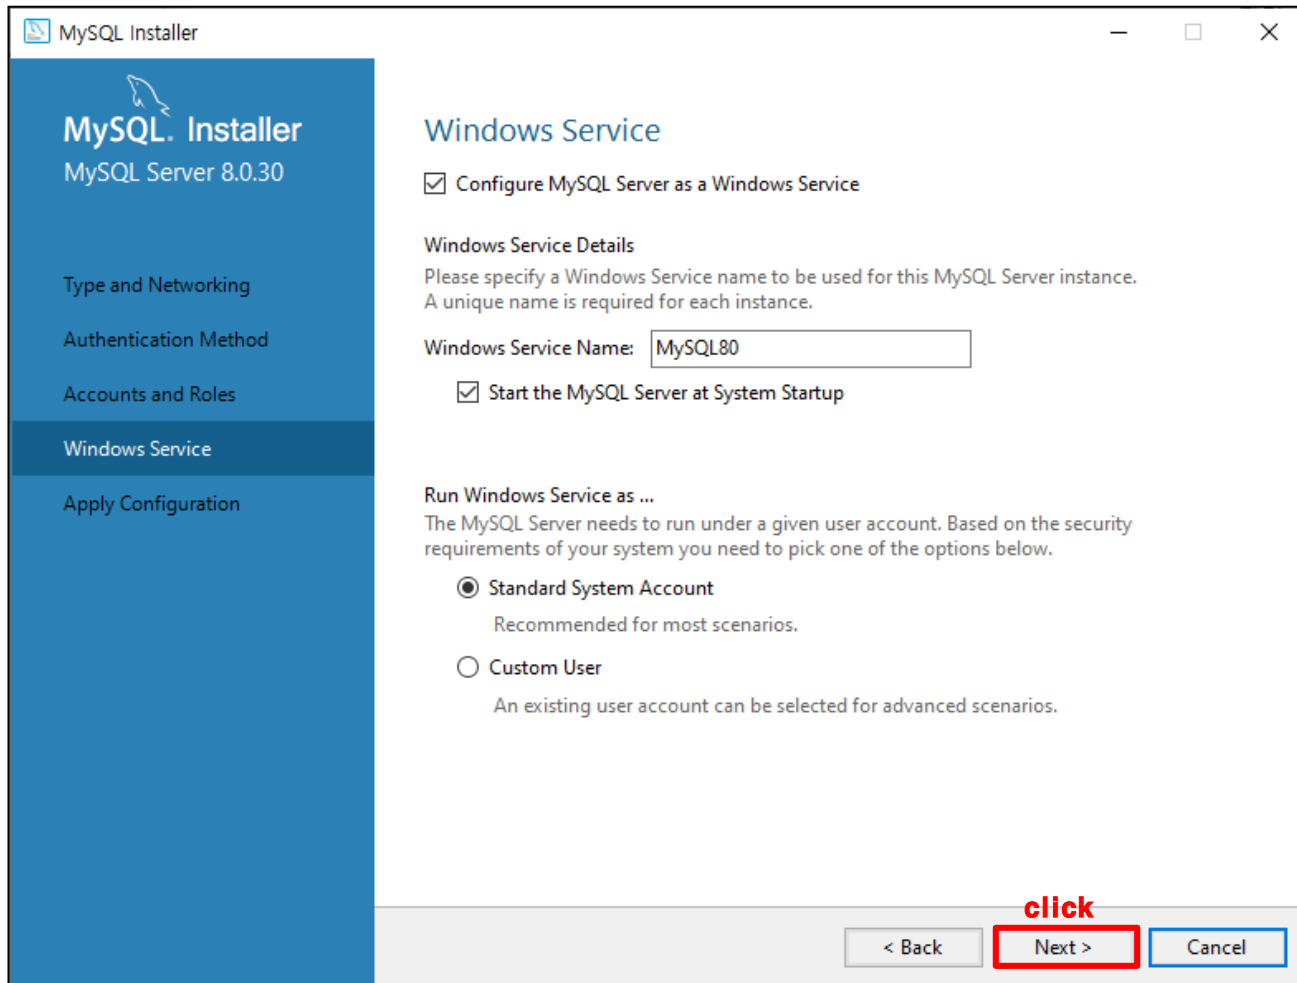 MySQL Installer
MySQL. Installer
MySQL Server 8.0.30
Type and Networking
Authentication Method
Accounts and Roles
Windows Service
Apply Configuration
Windows Service
Configure MySQL Server as a Windows Service
Windows Service Details
Please specify a Windows Service name to be used for this MySQL Server instance.
A unique name is required for each instance.
Windows Service Name: MySQL80
Start the MySQL Server at System Startup
Run Windows Service as ...
The MySQL Server needs to run under a given user account. Based on the security
requirements of your system you need to pick one of the options below.
Standard System Account
Recommended for most scenarios.
Custom User
An existing user account can be selected for advanced scenarios.
click
< Back Next > Cancel